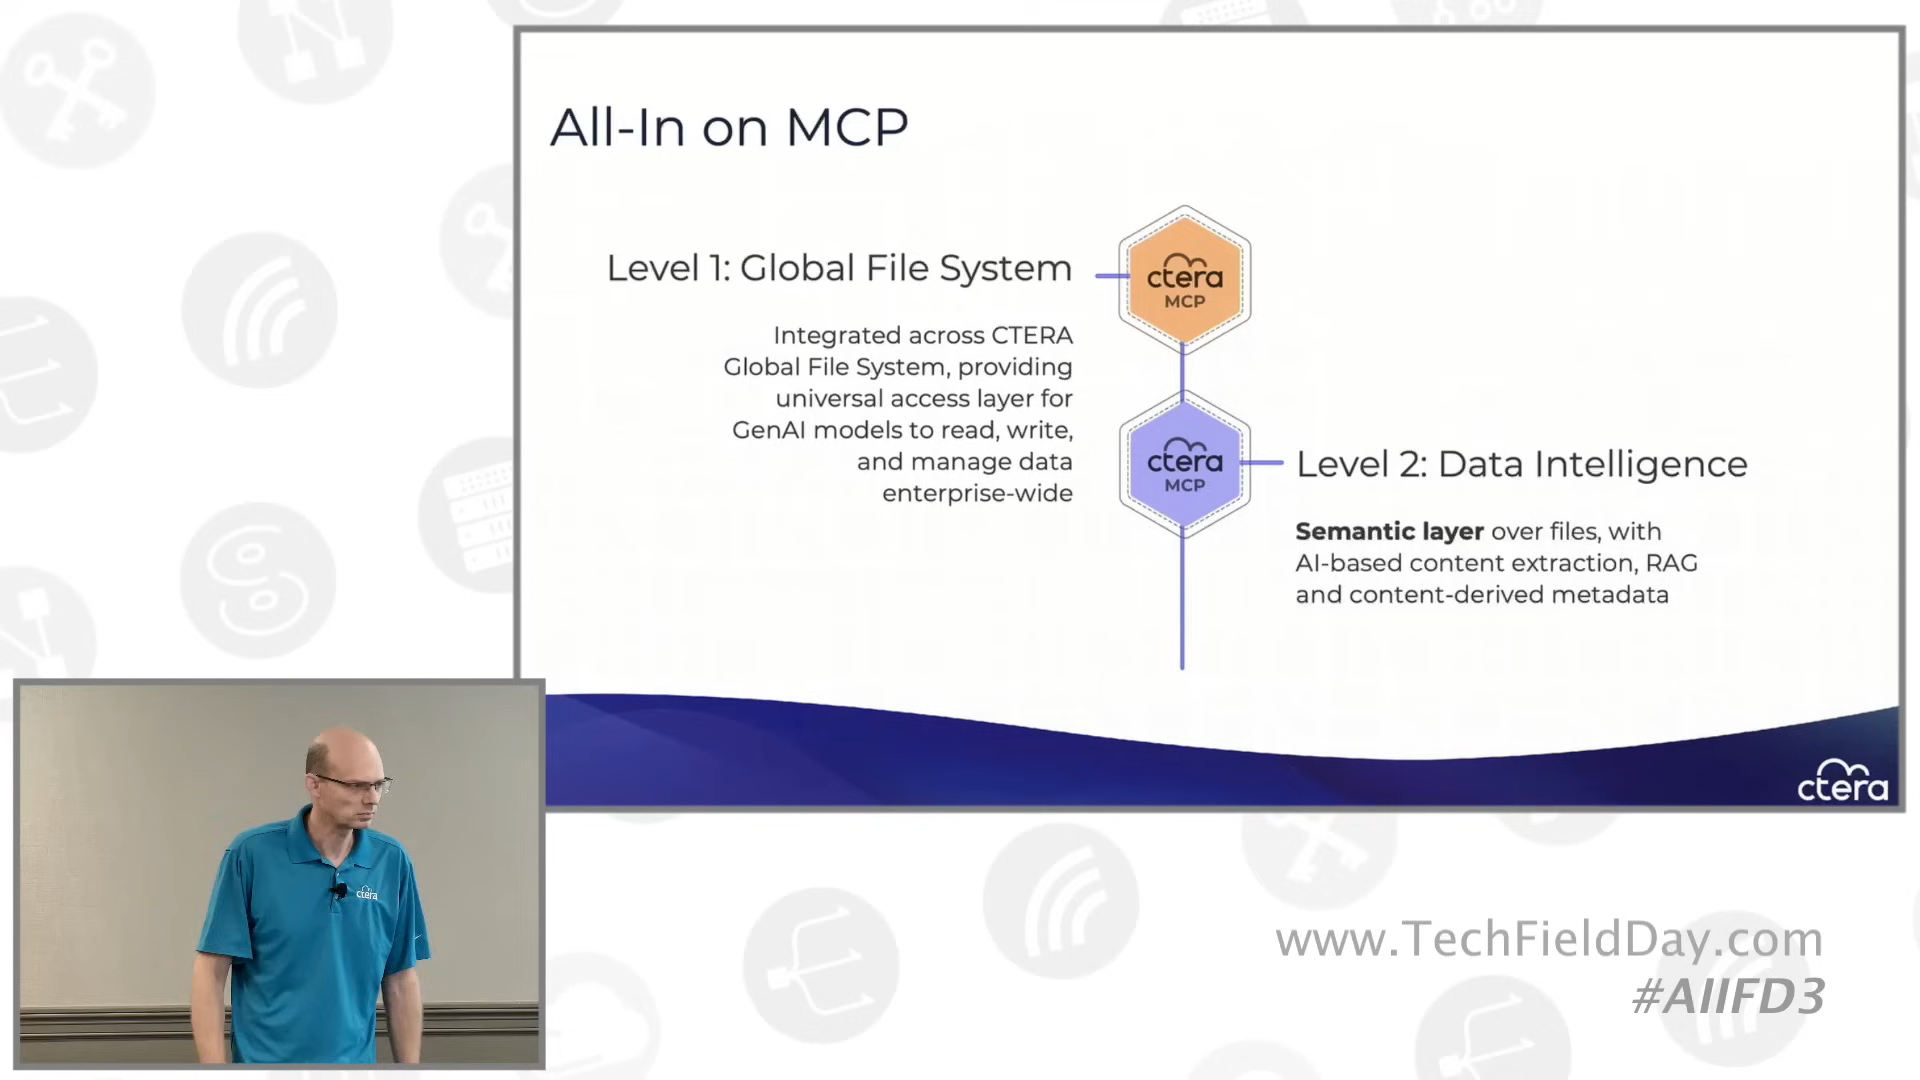 All-In on MCP
Level 1: Global File System
Integrated across CTERA
Global File System, providing
universal access layer for
GenAI models to read, write,
and manage data
enterprise-wide
ctera
MCP
ctera
MCP
Level 2: Data Intelligence
Semantic layer over files, with
AI-based content extraction, RAG
and content-derived metadata
ctera
ctera
www.TechFieldDay.com
#AIIFD3